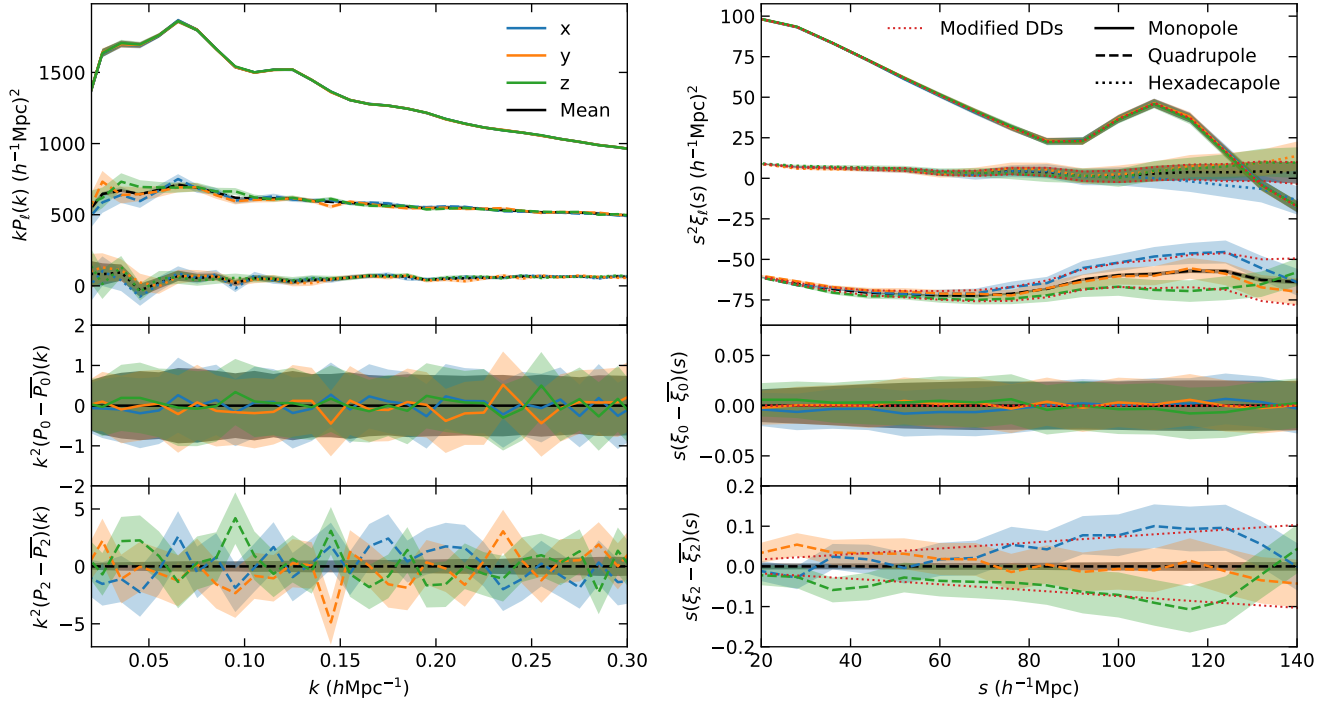 1500
1000
500
0
kPℓ(k) (h⁻¹Mpc)²
x
y
z
Mean
2
1
0
−1
−2
k²(P₀ − P̅₀)(k)
5
0
−5
k²(P₂ − P̅₂)(k)
0.05 0.10 0.15 0.20 0.25 0.30
k (hMpc⁻¹)
100
75
50
25
0
−25
−50
−75
s²ξℓ(s) (h⁻¹Mpc)²
Modified DDs
Monopole
Quadrupole
Hexadecapole
0.05
0.00
−0.05
s(ξ₀ − ξ̅₀)(s)
0.2
0.1
0.0
−0.1
−0.2
s(ξ₂ − ξ̅₂)(s)
20 40 60 80 100 120 140
s (h⁻¹Mpc)